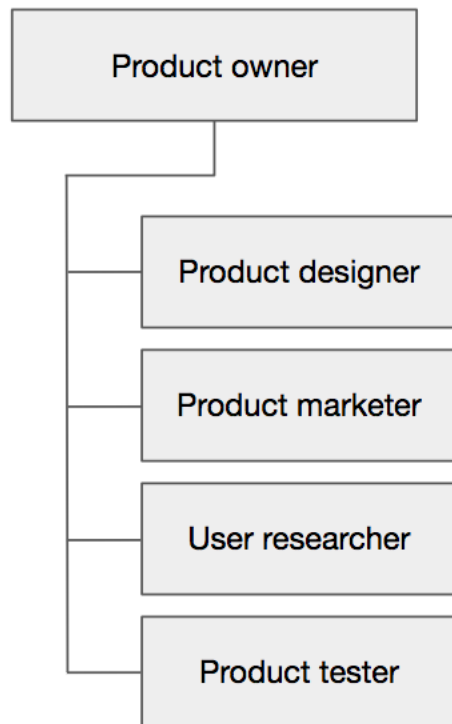 Product owner
Product designer
Product marketer
User researcher
Product tester